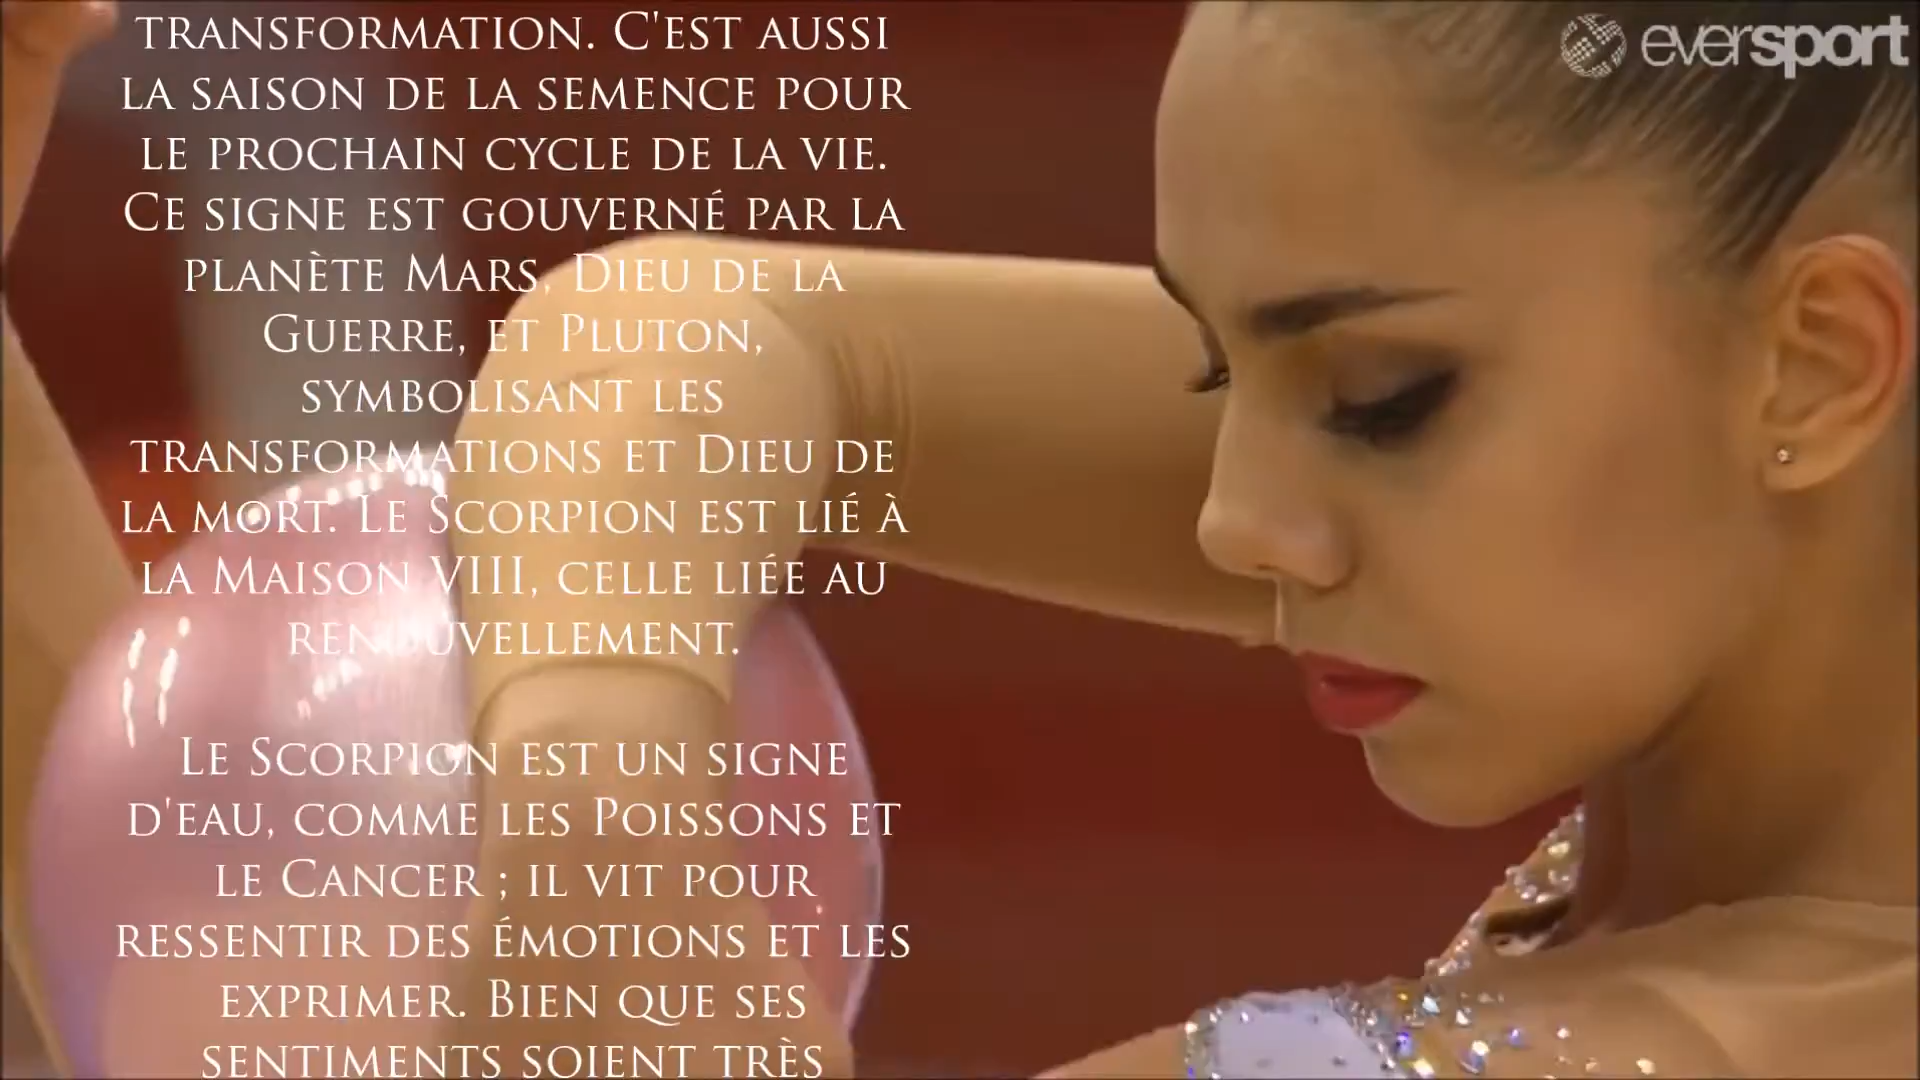 TRANSFORMATION. C'EST AUSSI
LA SAISON DE LA SEMENCE POUR
LE PROCHAIN CYCLE DE LA VIE.
CE SIGNE EST GOUVERNÉ PAR LA
PLANÈTE MARS, DIEU DE LA
GUERRE, ET PLUTON,
SYMBOLISANT LES
TRANSFORMATIONS ET DIEU DE
LA MORT. LE SCORPION EST LIÉ À
LA MAISON VIII, CELLE LIÉE AU
RENOUVELLEMENT.
LE SCORPION EST UN SIGNE
D'EAU, COMME LES POISSONS ET
LE CANCER ; IL VIT POUR
RESSENTIR DES ÉMOTIONS ET LES
EXPRIMER. BIEN QUE SES
SENTIMENTS SOIENT TRÈS
eversport